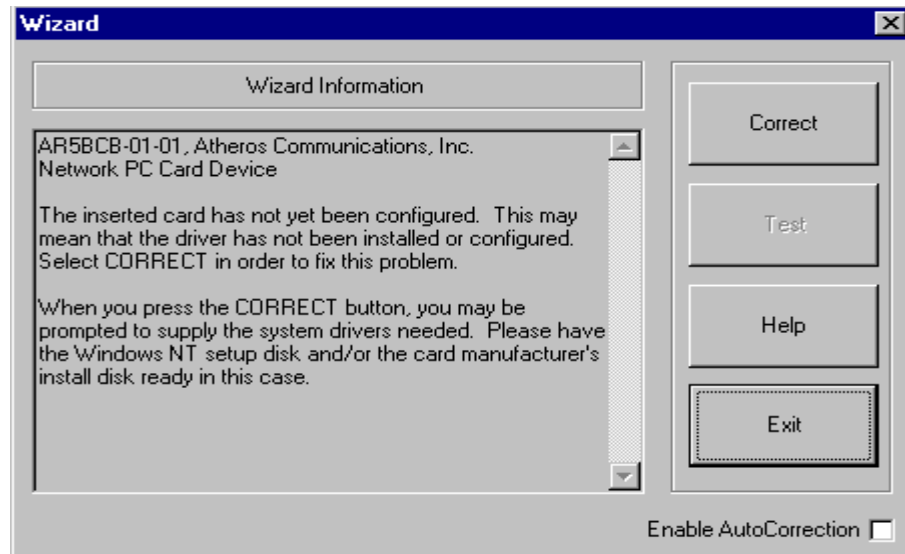 Wizard
Wizard Information
AR5BCB-01-01, Atheros Communications, Inc.
Network PC Card Device
The inserted card has not yet been configured.  This may
mean that the driver has not been installed or configured.
Select CORRECT in order to fix this problem.
When you press the CORRECT button, you may be
prompted to supply the system drivers needed.  Please have
the Windows NT setup disk and/or the card manufacturer's
install disk ready in this case.
Correct
Test
Help
Exit
Enable AutoCorrection